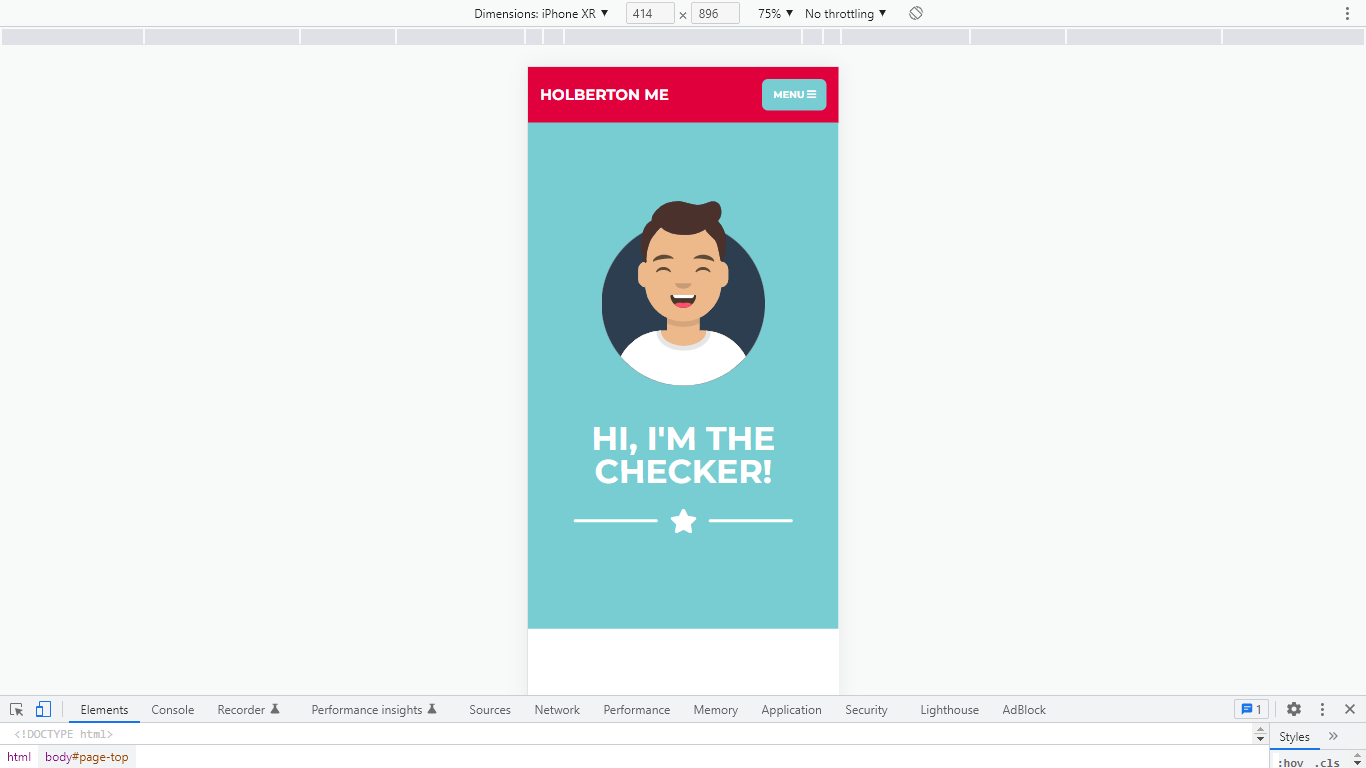 Dimensions: iPhone XR ▼ 414 × 896 75% ▼ No throttling ▼
HOLBERTON ME
MENU
HI, I'M THE
CHECKER!
Elements Console Recorder Performance insights Sources Network Performance Memory Application Security Lighthouse AdBlock 1
<!DOCTYPE html>
Styles »
html body#page-top
:hov .cls